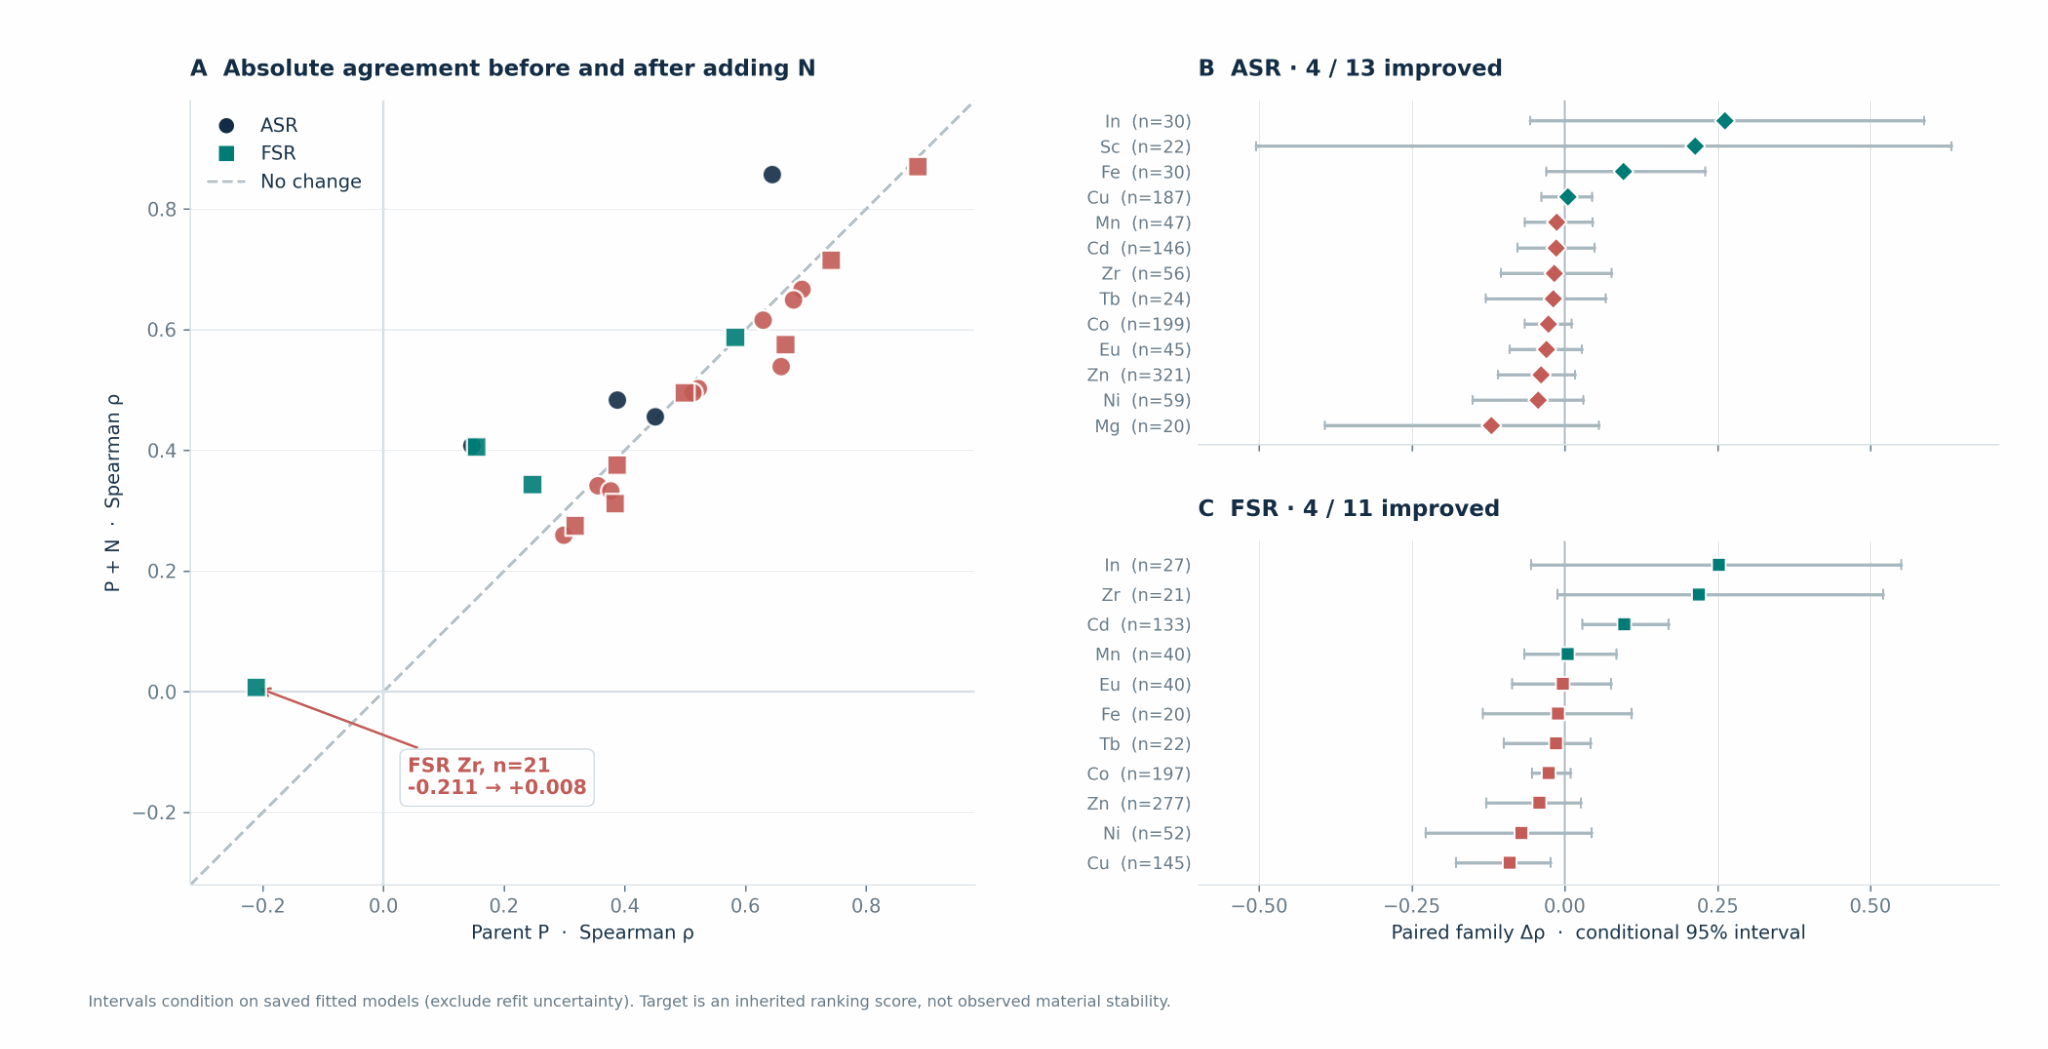 A  Absolute agreement before and after adding N
ASR
FSR
No change
0.8
0.6
0.4
0.2
0.0
−0.2
P + N  ·  Spearman ρ
FSR Zr, n=21
-0.211 → +0.008
−0.2
0.0
0.2
0.4
0.6
0.8
Parent P  ·  Spearman ρ
B  ASR · 4 / 13 improved
In  (n=30)
Sc  (n=22)
Fe  (n=30)
Cu  (n=187)
Mn  (n=47)
Cd  (n=146)
Zr  (n=56)
Tb  (n=24)
Co  (n=199)
Eu  (n=45)
Zn  (n=321)
Ni  (n=59)
Mg  (n=20)
C  FSR · 4 / 11 improved
In  (n=27)
Zr  (n=21)
Cd  (n=133)
Mn  (n=40)
Eu  (n=40)
Fe  (n=20)
Tb  (n=22)
Co  (n=197)
Zn  (n=277)
Ni  (n=52)
Cu  (n=145)
−0.50
−0.25
0.00
0.25
0.50
Paired family Δρ  ·  conditional 95% interval
Intervals condition on saved fitted models (exclude refit uncertainty). Target is an inherited ranking score, not observed material stability.